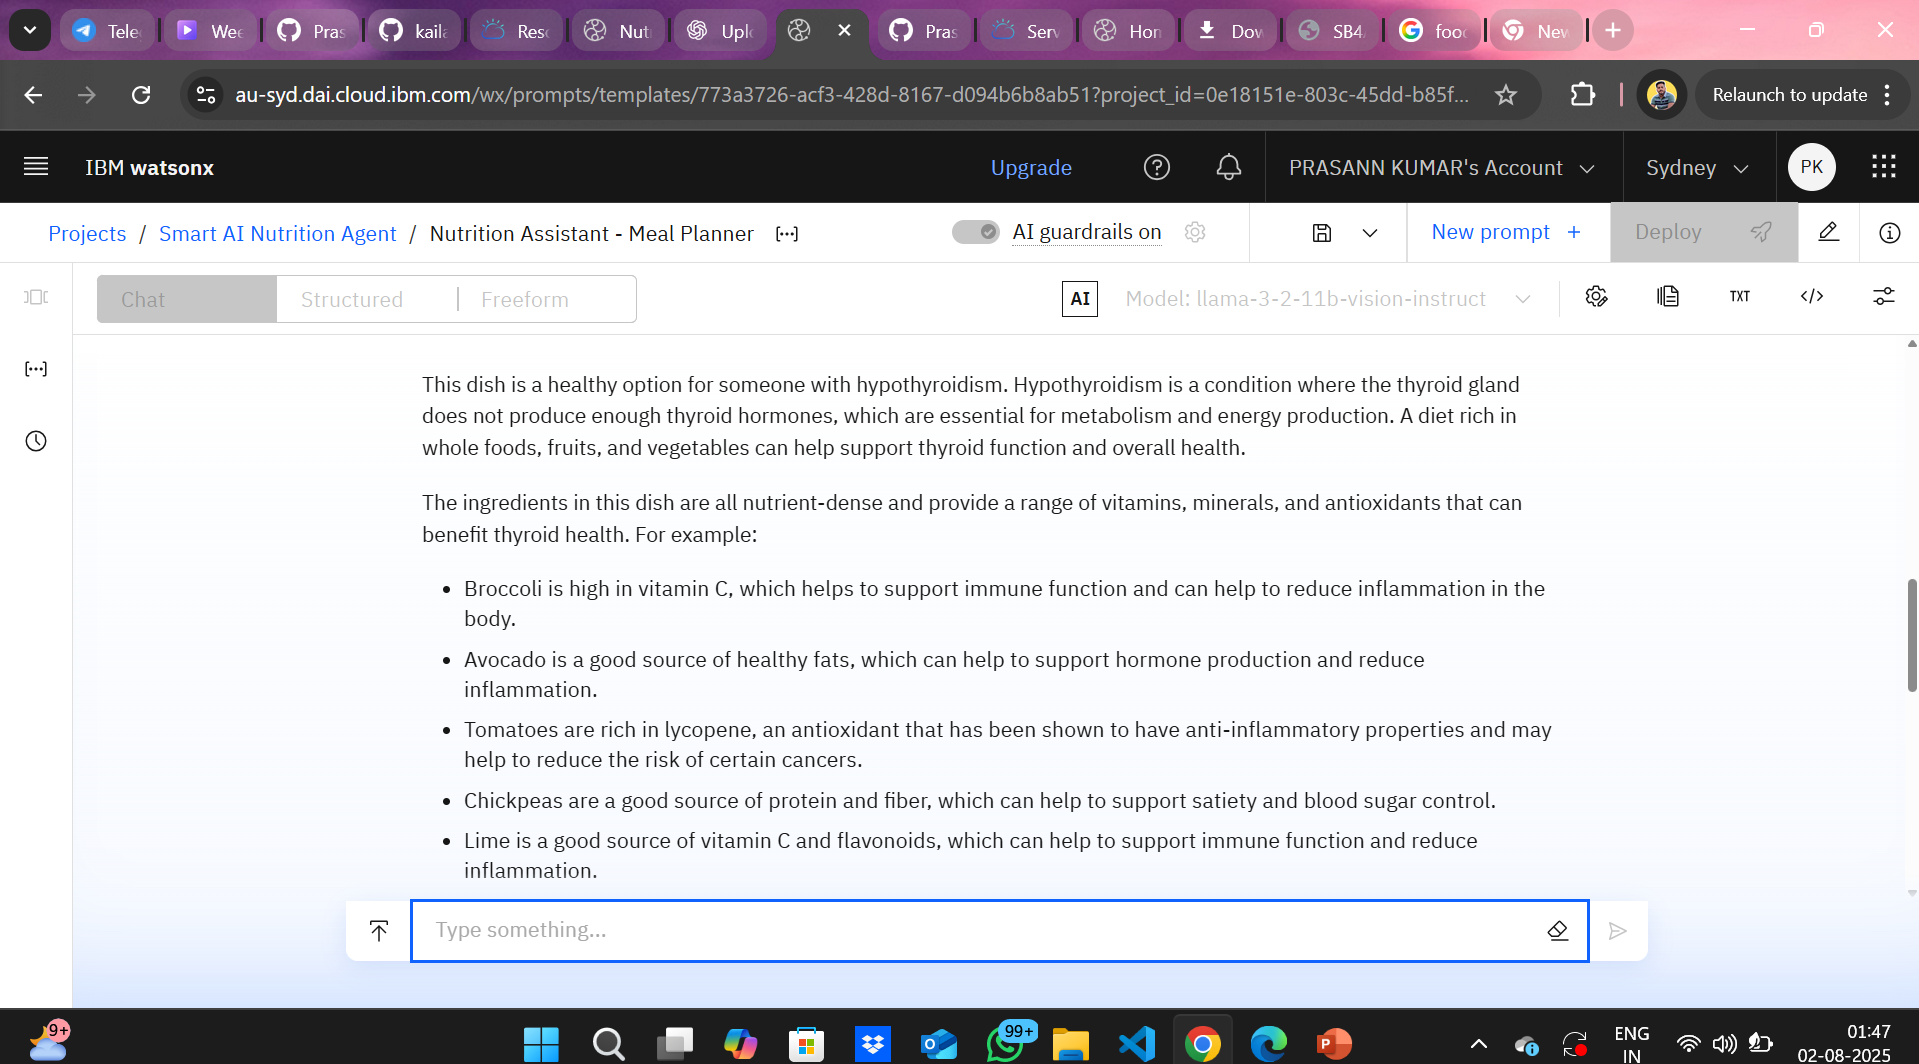 Tele
Wee
Pras
kaila
Reso
Nutr
Uplo
Pras
Serv
Hom
Dow
SB4
food
New
au-syd.dai.cloud.ibm.com/wx/prompts/templates/773a3726-acf3-428d-8167-d094b6b8ab51?project_id=0e18151e-803c-45dd-b85f...
Relaunch to update
IBM watsonx
Upgrade
PRASANN KUMAR's Account
Sydney
PK
Projects / Smart AI Nutrition Agent / Nutrition Assistant - Meal Planner
AI guardrails on
New prompt +
Deploy
Chat
Structured
Freeform
AI
Model: llama-3-2-11b-vision-instruct
TXT
This dish is a healthy option for someone with hypothyroidism. Hypothyroidism is a condition where the thyroid gland
does not produce enough thyroid hormones, which are essential for metabolism and energy production. A diet rich in
whole foods, fruits, and vegetables can help support thyroid function and overall health.
The ingredients in this dish are all nutrient-dense and provide a range of vitamins, minerals, and antioxidants that can
benefit thyroid health. For example:
• Broccoli is high in vitamin C, which helps to support immune function and can help to reduce inflammation in the
body.
• Avocado is a good source of healthy fats, which can help to support hormone production and reduce
inflammation.
• Tomatoes are rich in lycopene, an antioxidant that has been shown to have anti-inflammatory properties and may
help to reduce the risk of certain cancers.
• Chickpeas are a good source of protein and fiber, which can help to support satiety and blood sugar control.
• Lime is a good source of vitamin C and flavonoids, which can help to support immune function and reduce
inflammation.
Type something...
9+
99+
ENG
IN
01:47
02-08-2025